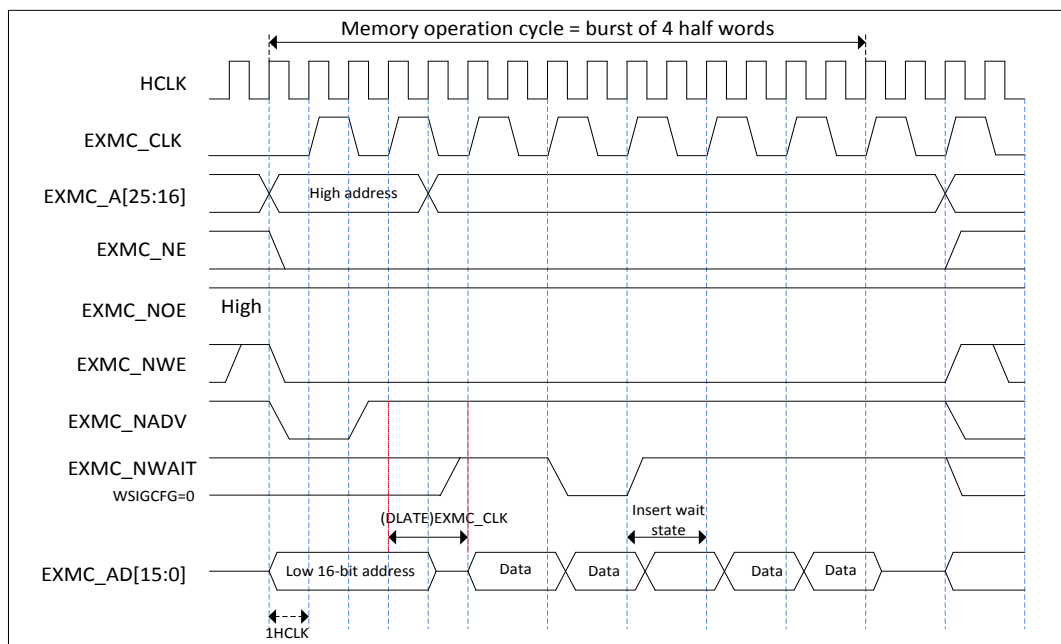 Memory operation cycle = burst of 4 half words
HCLK
EXMC_CLK
EXMC_A[25:16]
High address
EXMC_NE
EXMC_NOE
High
EXMC_NWE
EXMC_NADV
EXMC_NWAIT
WSIGCFG=0
(DLATE)EXMC_CLK
Insert wait
state
EXMC_AD[15:0]
Low 16-bit address
Data
Data
Data
Data
1HCLK